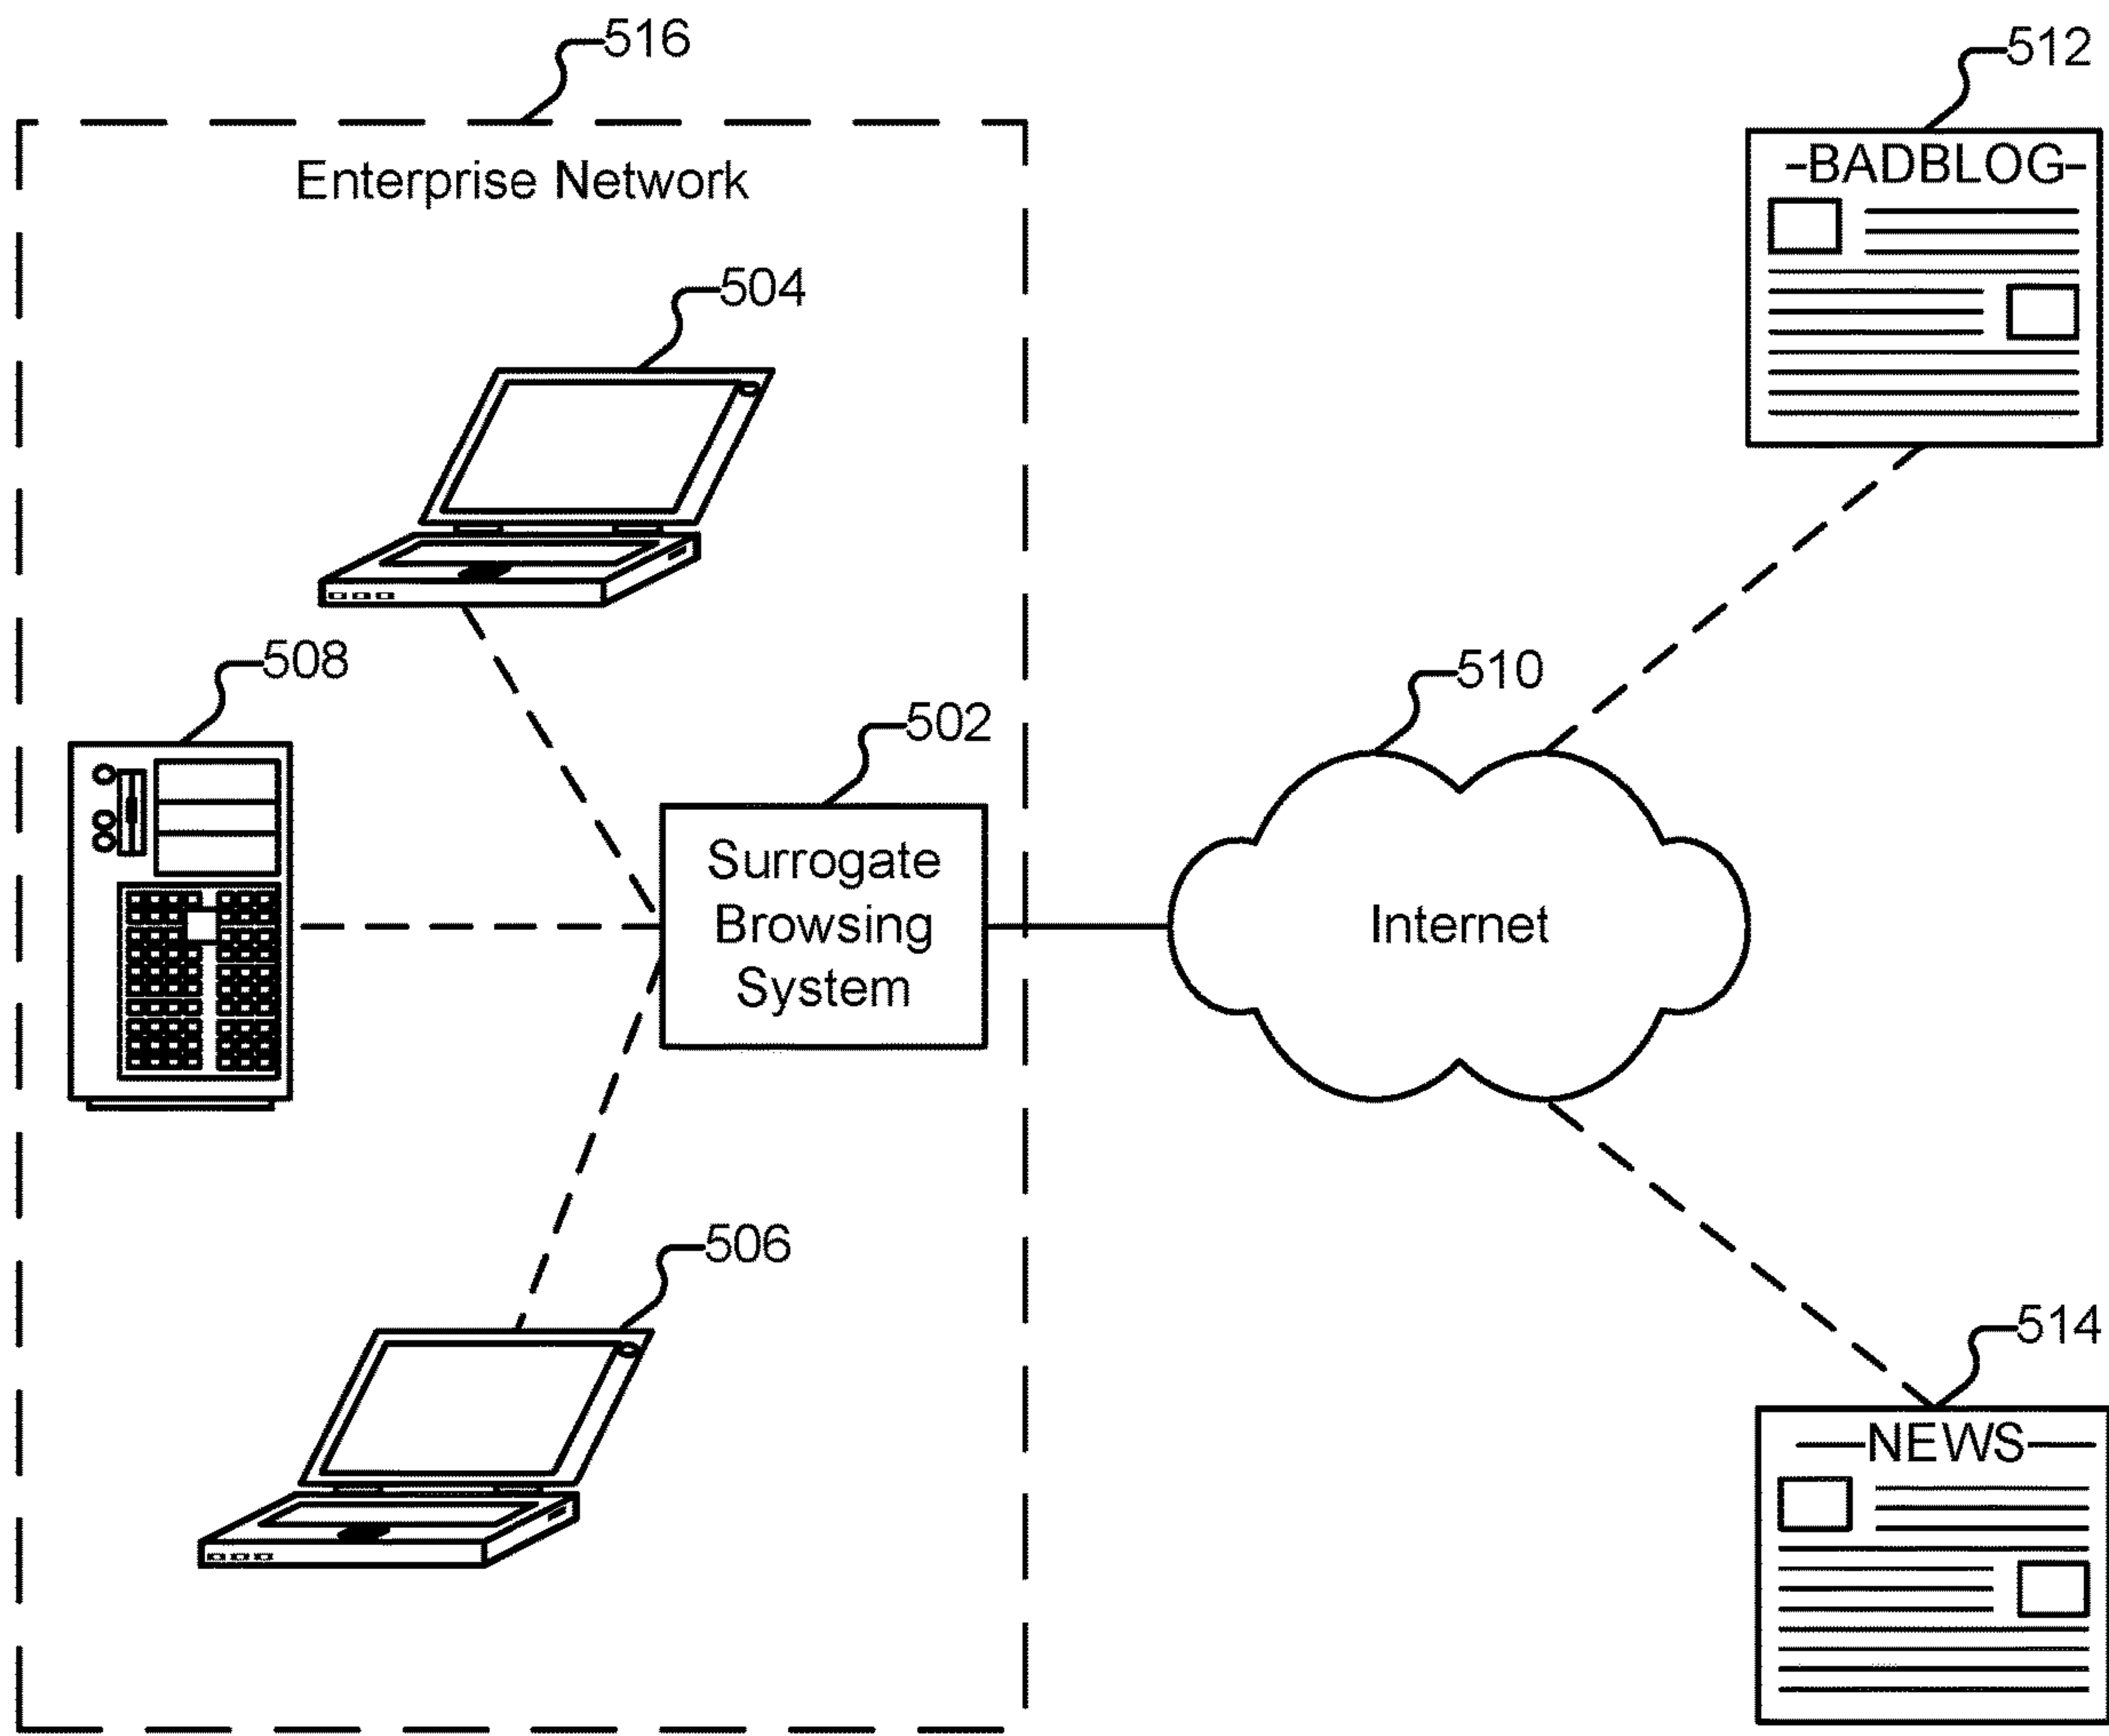 516
512
Enterprise Network
-BADBLOG-
504
508
510
502
Surrogate
Browsing
System
Internet
506
514
NEWS